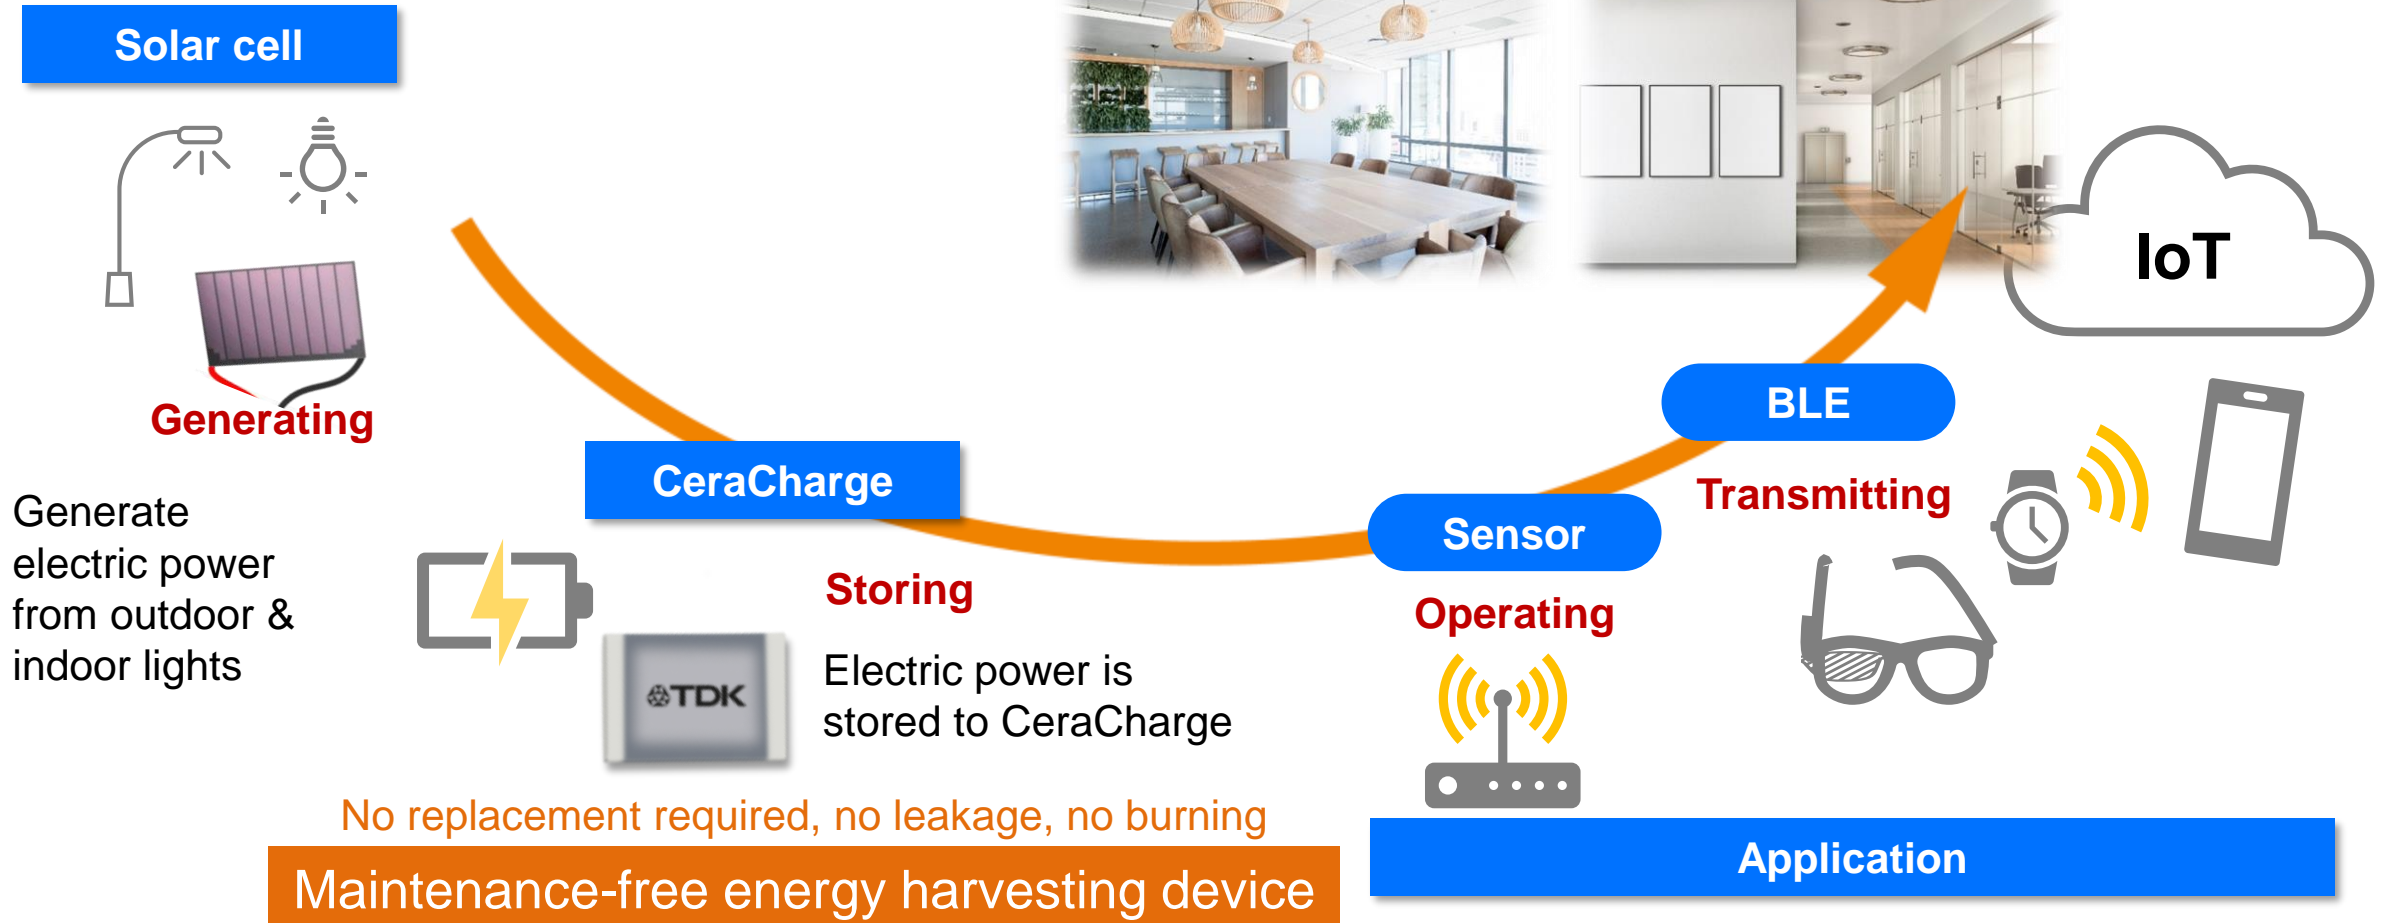 Solar cell
Generating
Generate
electric power
from outdoor &
indoor lights
CeraCharge
Storing
TDK
Electric power is
stored to CeraCharge
No replacement required, no leakage, no burning
Maintenance-free energy harvesting device
Sensor
Operating
BLE
Transmitting
IoT
Application